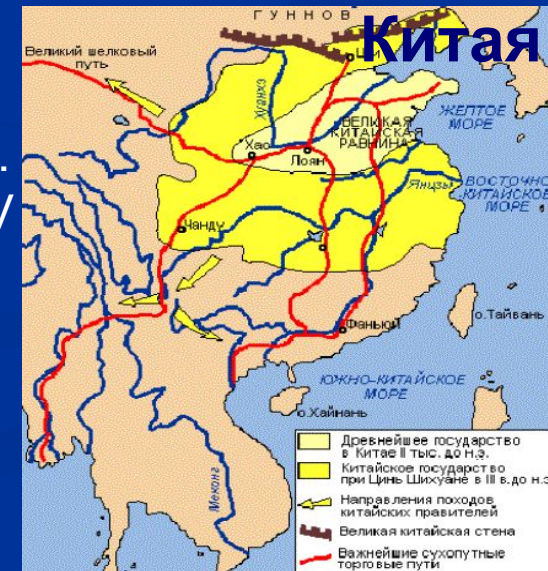 ГУННОВ
Китая
Великий шелковый
путь
Хуанхэ
ЖЕЛТОЕ
МОРЕ
ВЕЛИКАЯ
КИТАЙСКАЯ
РАВНИНА
Хао
Лоян
.
у
Янцзы
ВОСТОЧНО-
КИТАЙСКОЕ
МОРЕ
Чанду
Фаньюй
о.Тайвань
ЮЖНО-КИТАЙСКОЕ
МОРЕ
о.Хайнань
Меконг
Древнейшее государство
в Китае II тыс. до н.э.
Китайское государство
при Цинь Шихуане в III в.до н.э
Направления походов
китайских правителей
Великая китайская стена
Важнейшие сухопутные
торговые пути